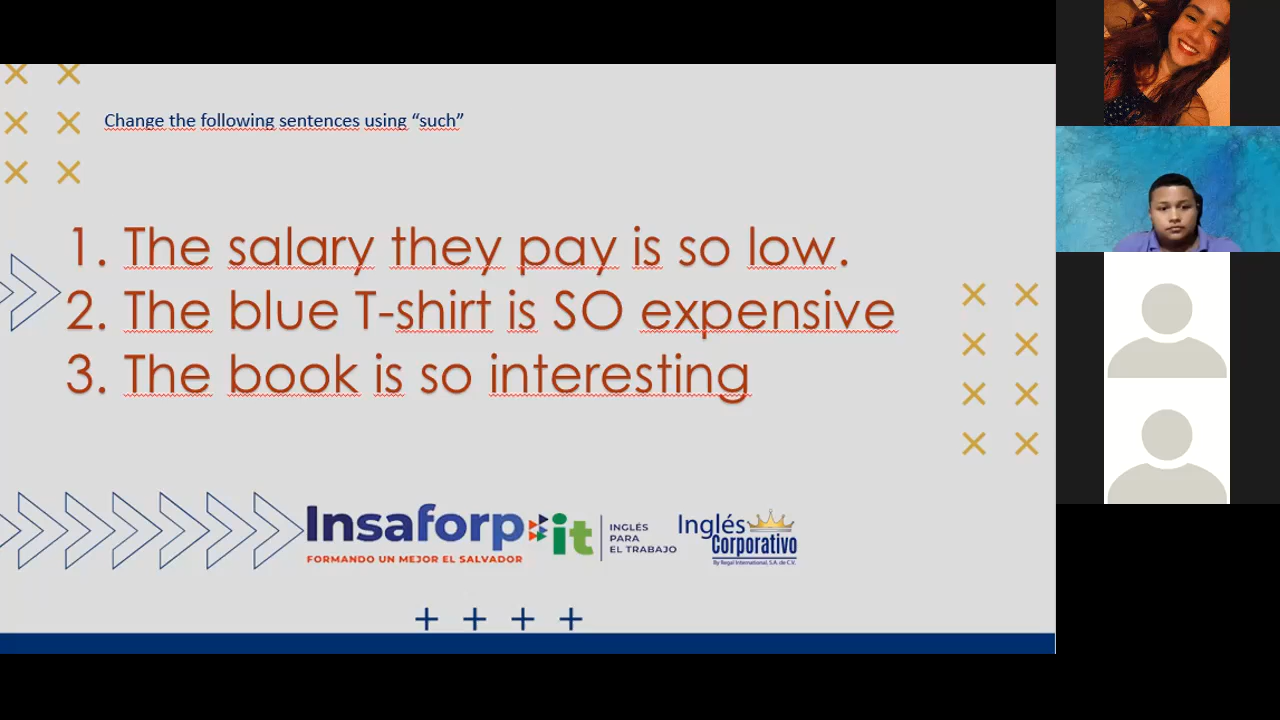 Change the following sentences using “such”
1. The salary they pay is so low.
2. The blue T-shirt is SO expensive
3. The book is so interesting
Insaforp it
FORMANDO UN MEJOR EL SALVADOR
INGLÉS
PARA
EL TRABAJO
Inglés
Corporativo
By Regal International, S.A. de C.V.